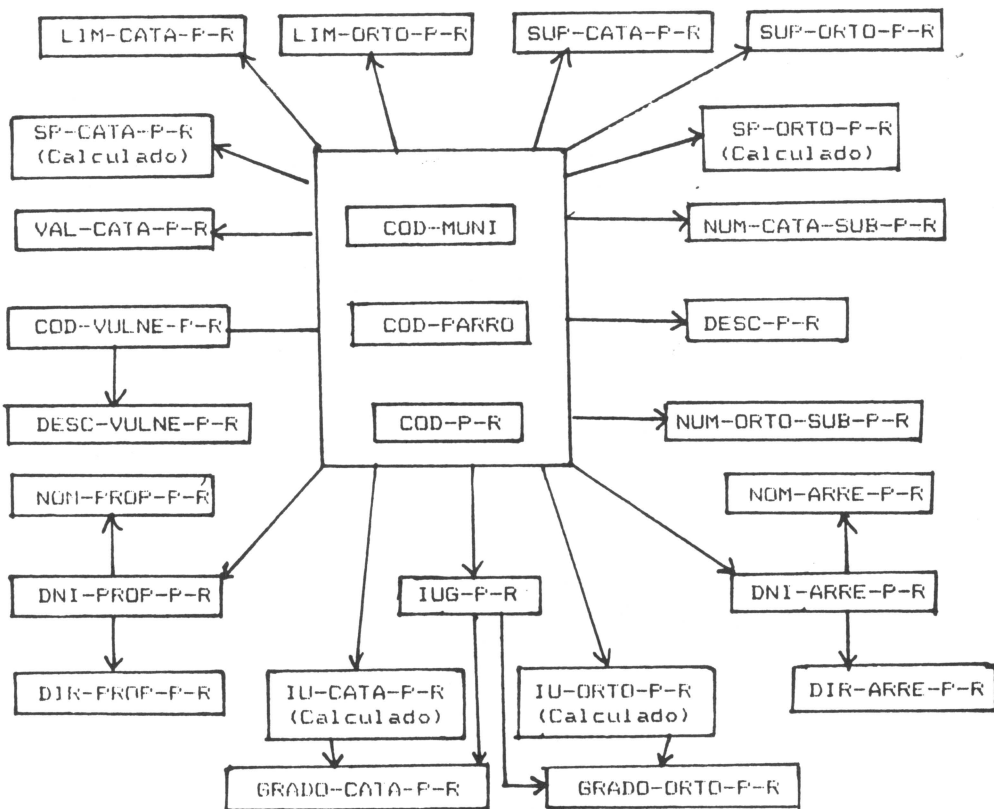 LIM-CATA-P-R
LIM-ORTO-P-R
SUP-CATA-P-R
SUP-ORTO-P-R
SP-CATA-P-R
(Calculado)
SP-ORTO-P-R
(Calculado)
VAL-CATA-P-R
COD-MUNI
NUM-CATA-SUB-P-R
COD-VULNE-P-R
COD-PARRO
DESC-P-R
DESC-VULNE-P-R
COD-P-R
NUM-ORTO-SUB-P-R
NOM-PROP-P-R
NOM-ARRE-P-R
DNI-PROP-P-R
IUG-P-R
DNI-ARRE-P-R
DIR-PROP-P-R
IU-CATA-P-R
(Calculado)
IU-ORTO-P-R
(Calculado)
DIR-ARRE-P-R
GRADO-CATA-P-R
GRADO-ORTO-P-R